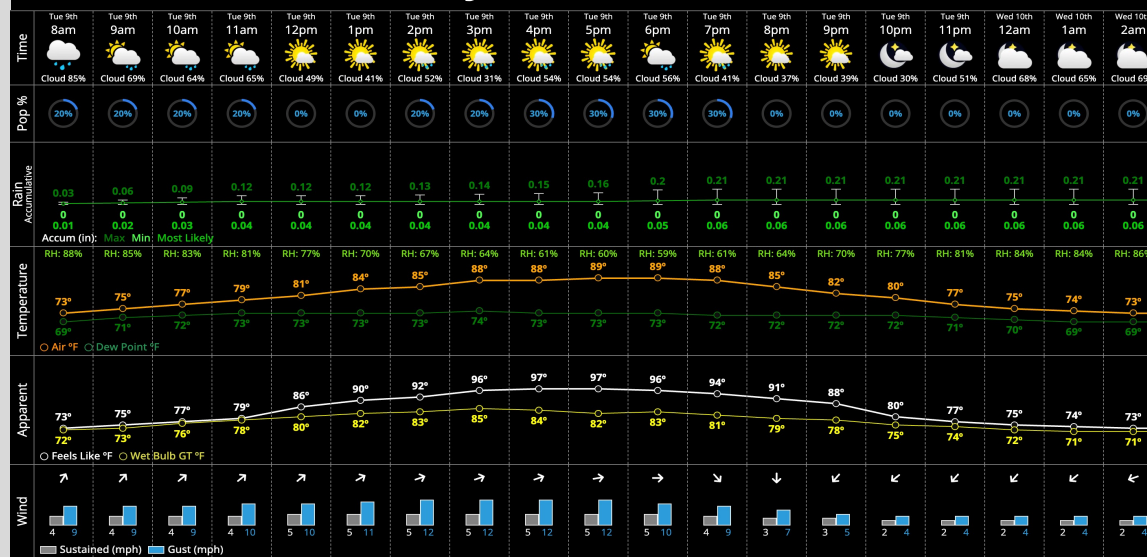 Time
Tue 9th Tue 9th Tue 9th Tue 9th Tue 9th Tue 9th Tue 9th Tue 9th Tue 9th Tue 9th Tue 9th Tue 9th Tue 9th Tue 9th Tue 9th Tue 9th Wed 10th Wed 10th Wed 10th
8am 9am 10am 11am 12pm 1pm 2pm 3pm 4pm 5pm 6pm 7pm 8pm 9pm 10pm 11pm 12am 1am 2am
Cloud 85% Cloud 69% Cloud 64% Cloud 65% Cloud 49% Cloud 41% Cloud 52% Cloud 31% Cloud 54% Cloud 54% Cloud 56% Cloud 41% Cloud 37% Cloud 39% Cloud 30% Cloud 51% Cloud 68% Cloud 65% Cloud 69
Pop %
20% 20% 20% 20% 0% 0% 20% 20% 30% 30% 30% 30% 0% 0% 0% 0% 0% 0% 0%
Rain
Accumulative
0.03 0.06 0.09 0.12 0.12 0.12 0.13 0.14 0.15 0.16 0.2 0.21 0.21 0.21 0.21 0.21 0.21 0.21 0.21
0 0 0 0 0 0 0 0 0 0 0 0 0 0 0 0 0 0 0
0.01 0.02 0.03 0.04 0.04 0.04 0.04 0.04 0.04 0.04 0.05 0.06 0.06 0.06 0.06 0.06 0.06 0.06 0.06
Accum (in): Max Min Most Likely
Temperature
RH: 88% RH: 85% RH: 83% RH: 81% RH: 77% RH: 70% RH: 67% RH: 64% RH: 61% RH: 60% RH: 59% RH: 61% RH: 64% RH: 70% RH: 77% RH: 81% RH: 84% RH: 84% RH: 86%
73° 75° 77° 79° 81° 84° 85° 88° 88° 89° 89° 88° 85° 82° 80° 77° 75° 74° 73°
69° 71° 72° 73° 73° 73° 73° 74° 73° 73° 73° 72° 72° 72° 72° 71° 70° 69° 69°
Air °F Dew Point °F
Apparent
73° 75° 77° 79° 86° 90° 92° 96° 97° 97° 96° 94° 91° 88° 80° 77° 75° 74° 73°
72° 73° 76° 78° 80° 82° 83° 85° 84° 82° 83° 81° 79° 78° 75° 74° 72° 71° 71°
Feels Like °F Wet Bulb GT °F
Wind
4 9 4 9 4 9 4 10 5 10 5 11 5 12 5 12 5 12 5 12 5 10 4 9 3 7 3 5 2 4 2 4 2 4 2 4 2 4
Sustained (mph) Gust (mph)